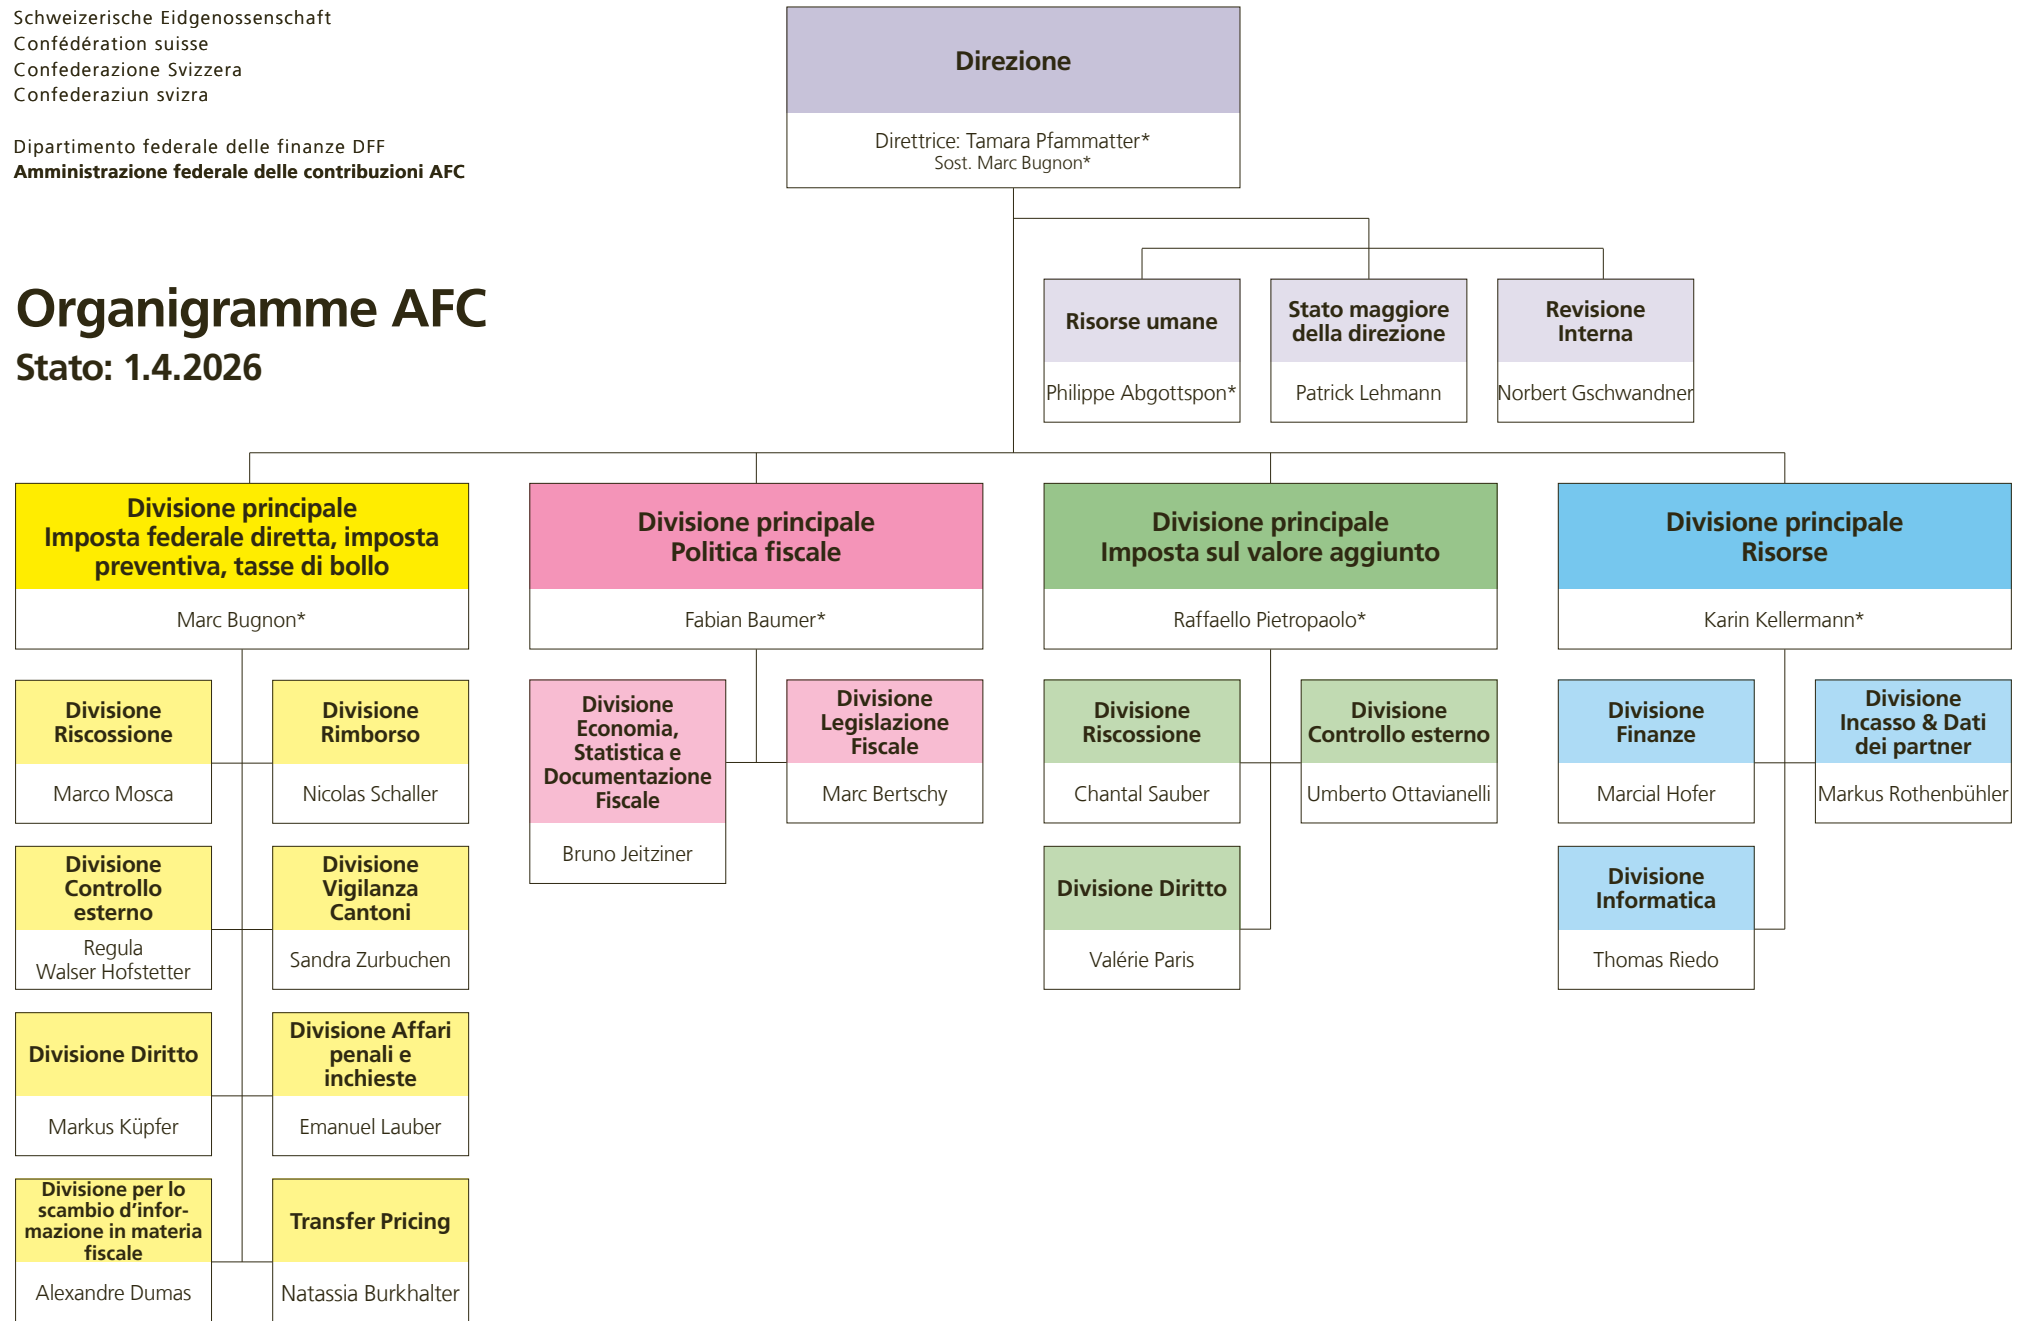 Schweizerische Eidgenossenschaft
Confédération suisse
Confederazione Svizzera
Confederaziun svizra
Dipartimento federale delle finanze DFF
Amministrazione federale delle contribuzioni AFC
Direzione
Direttrice: Tamara Pfammatter*
Sost. Marc Bugnon*
Organigramme AFC
Stato: 1.4.2026
Risorse umane
Philippe Abgottspon*
Stato maggiore
della direzione
Patrick Lehmann
Revisione
Interna
Norbert Gschwandner
Divisione principale
Imposta federale diretta, imposta
preventiva, tasse di bollo
Marc Bugnon*
Divisione principale
Politica fiscale
Fabian Baumer*
Divisione principale
Imposta sul valore aggiunto
Raffaello Pietropaolo*
Divisione principale
Risorse
Karin Kellermann*
Divisione
Riscossione
Marco Mosca
Divisione
Rimborso
Nicolas Schaller
Divisione
Economia,
Statistica e
Documentazione
Fiscale
Bruno Jeitziner
Divisione
Legislazione
Fiscale
Marc Bertschy
Divisione
Riscossione
Chantal Sauber
Divisione
Controllo esterno
Umberto Ottavianelli
Divisione
Finanze
Marcial Hofer
Divisione
Incasso & Dati
dei partner
Markus Rothenbühler
Divisione
Controllo
esterno
Regula
Walser Hofstetter
Divisione
Vigilanza
Cantoni
Sandra Zurbuchen
Divisione Diritto
Valérie Paris
Divisione
Informatica
Thomas Riedo
Divisione Diritto
Markus Küpfer
Divisione Affari
penali e
inchieste
Emanuel Lauber
Divisione per lo
scambio d’infor-
mazione in materia
fiscale
Alexandre Dumas
Transfer Pricing
Natassia Burkhalter